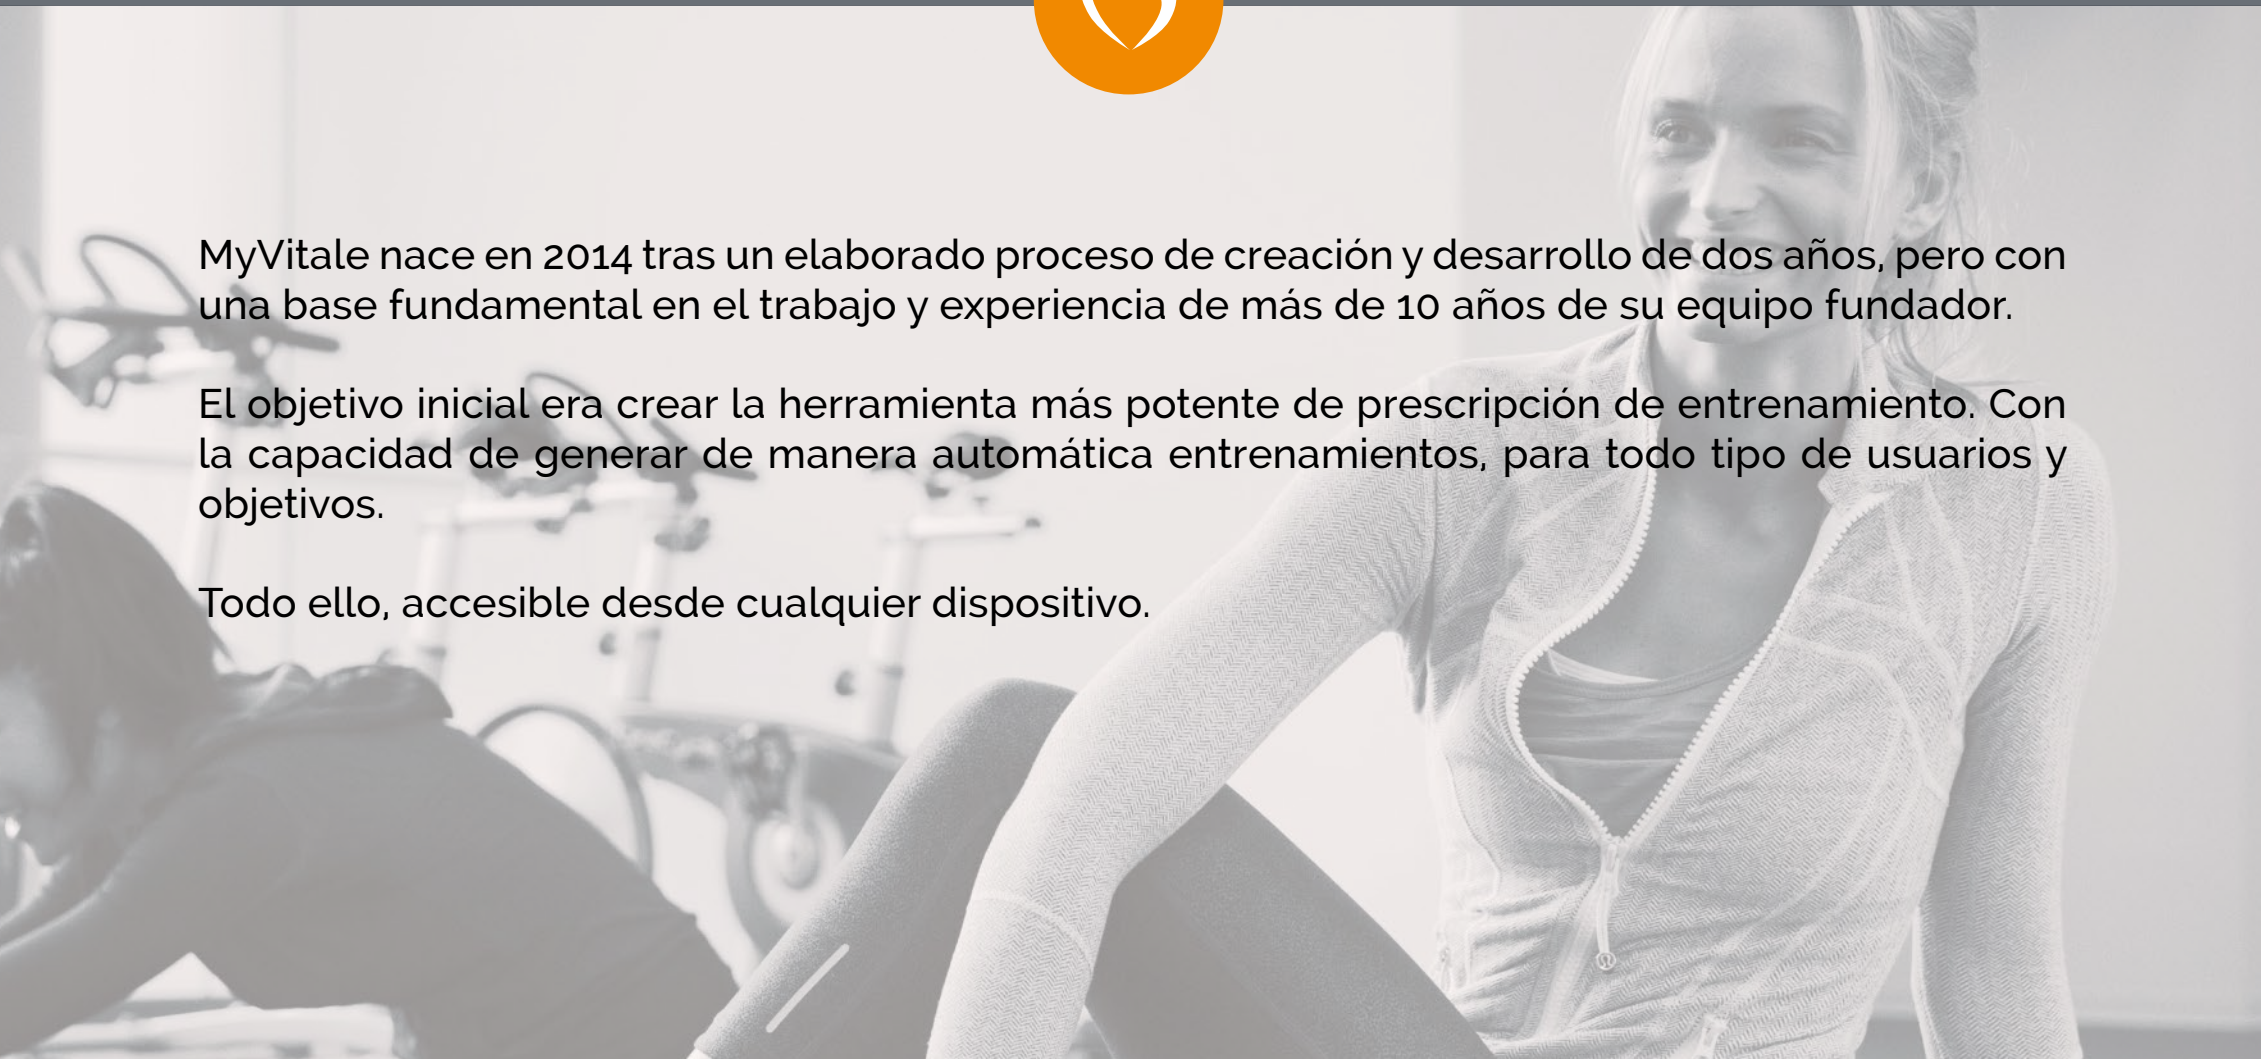 MyVitale nace en 2014 tras un elaborado proceso de creación y desarrollo de dos años, pero con
una base fundamental en el trabajo y experiencia de más de 10 años de su equipo fundador.
El objetivo inicial era crear la herramienta más potente de prescripción de entrenamiento. Con
la capacidad de generar de manera automática entrenamientos, para todo tipo de usuarios y
objetivos.
Todo ello, accesible desde cualquier dispositivo.